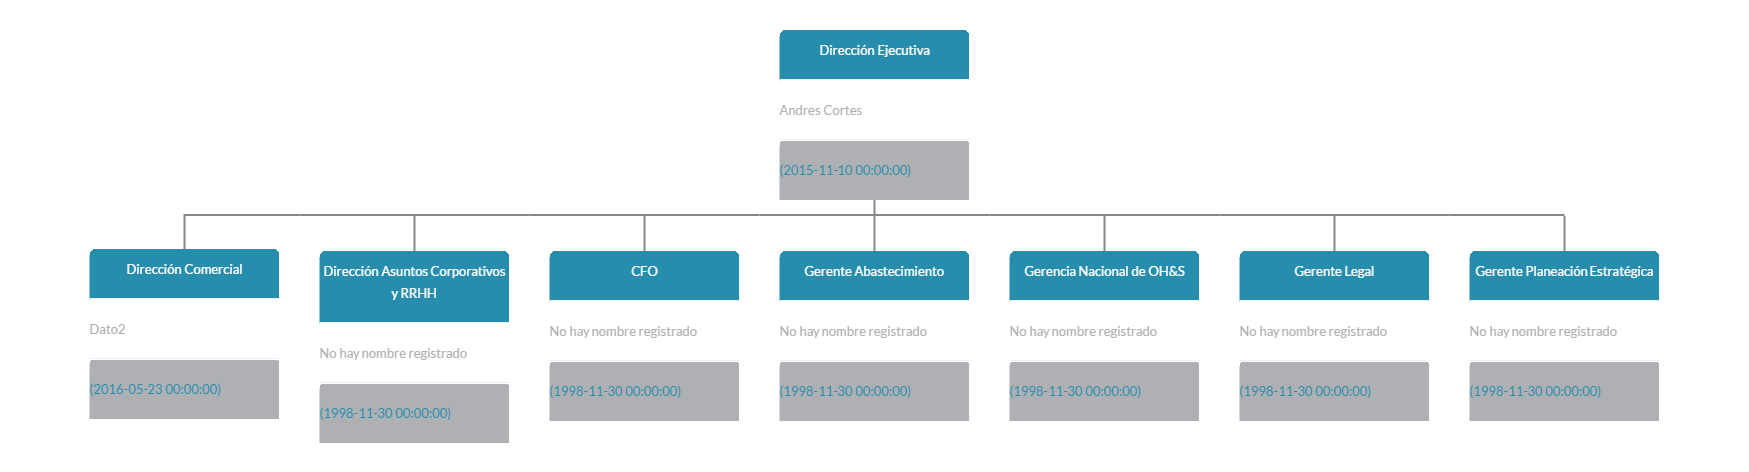 Dirección Ejecutiva
Andres Cortes
(2015-11-10 00:00:00)
Dirección Comercial
Dato2
(2016-05-23 00:00:00)
Dirección Asuntos Corporativos
y RRHH
No hay nombre registrado
(1998-11-30 00:00:00)
CFO
No hay nombre registrado
(1998-11-30 00:00:00)
Gerente Abastecimiento
No hay nombre registrado
(1998-11-30 00:00:00)
Gerencia Nacional de OH&S
No hay nombre registrado
(1998-11-30 00:00:00)
Gerente Legal
No hay nombre registrado
(1998-11-30 00:00:00)
Gerente Planeación Estratégica
No hay nombre registrado
(1998-11-30 00:00:00)